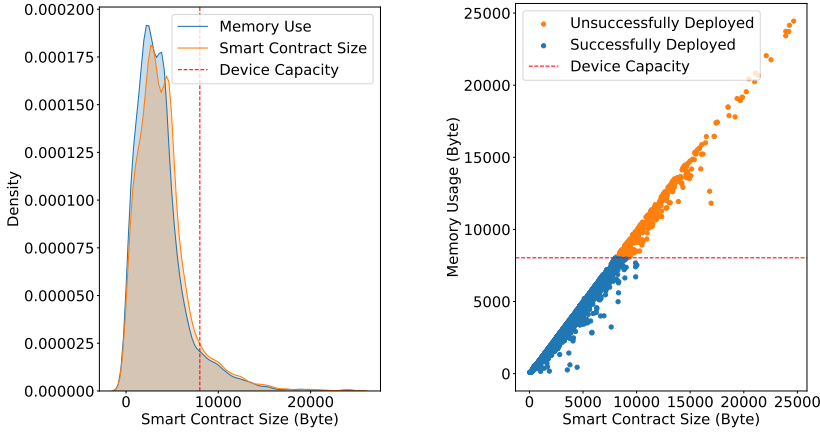 0.000200
0.000175
0.000150
0.000125
0.000100
0.000075
0.000050
0.000025
0.000000
Density
Memory Use
Smart Contract Size
Device Capacity
0
10000
20000
Smart Contract Size (Byte)
25000
20000
15000
10000
5000
0
Memory Usage (Byte)
Unsuccessfully Deployed
Successfully Deployed
Device Capacity
0 5000 10000 15000 20000 25000
Smart Contract Size (Byte)